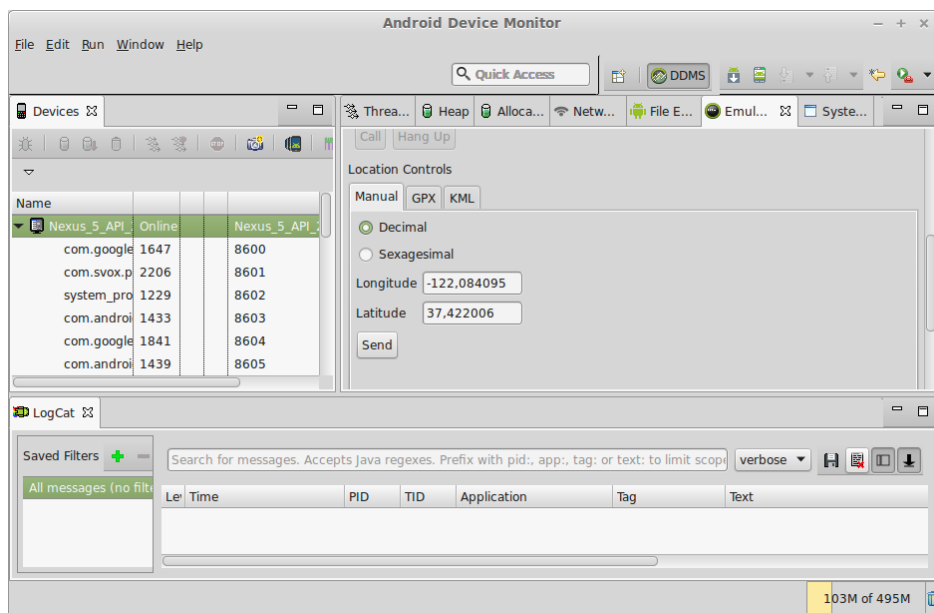 Android Device Monitor
File Edit Run Window Help
Quick Access DDMS
Devices
Threa... Heap Alloca... Netw... File E... Emul... Syste...
Call Hang Up
Location Controls
Manual GPX KML
Decimal
Sexagesimal
Longitude -122,084095
Latitude 37,422006
Send
Name
Nexus_5_API_ Online Nexus_5_API_2
com.google 1647 8600
com.svox.p 2206 8601
system_pro 1229 8602
com.androi 1433 8603
com.google 1841 8604
com.androi 1439 8605
LogCat
Saved Filters
All messages (no filte
Search for messages. Accepts Java regexes. Prefix with pid:, app:, tag: or text: to limit scope
verbose
Le Time PID TID Application Tag Text
103M of 495M